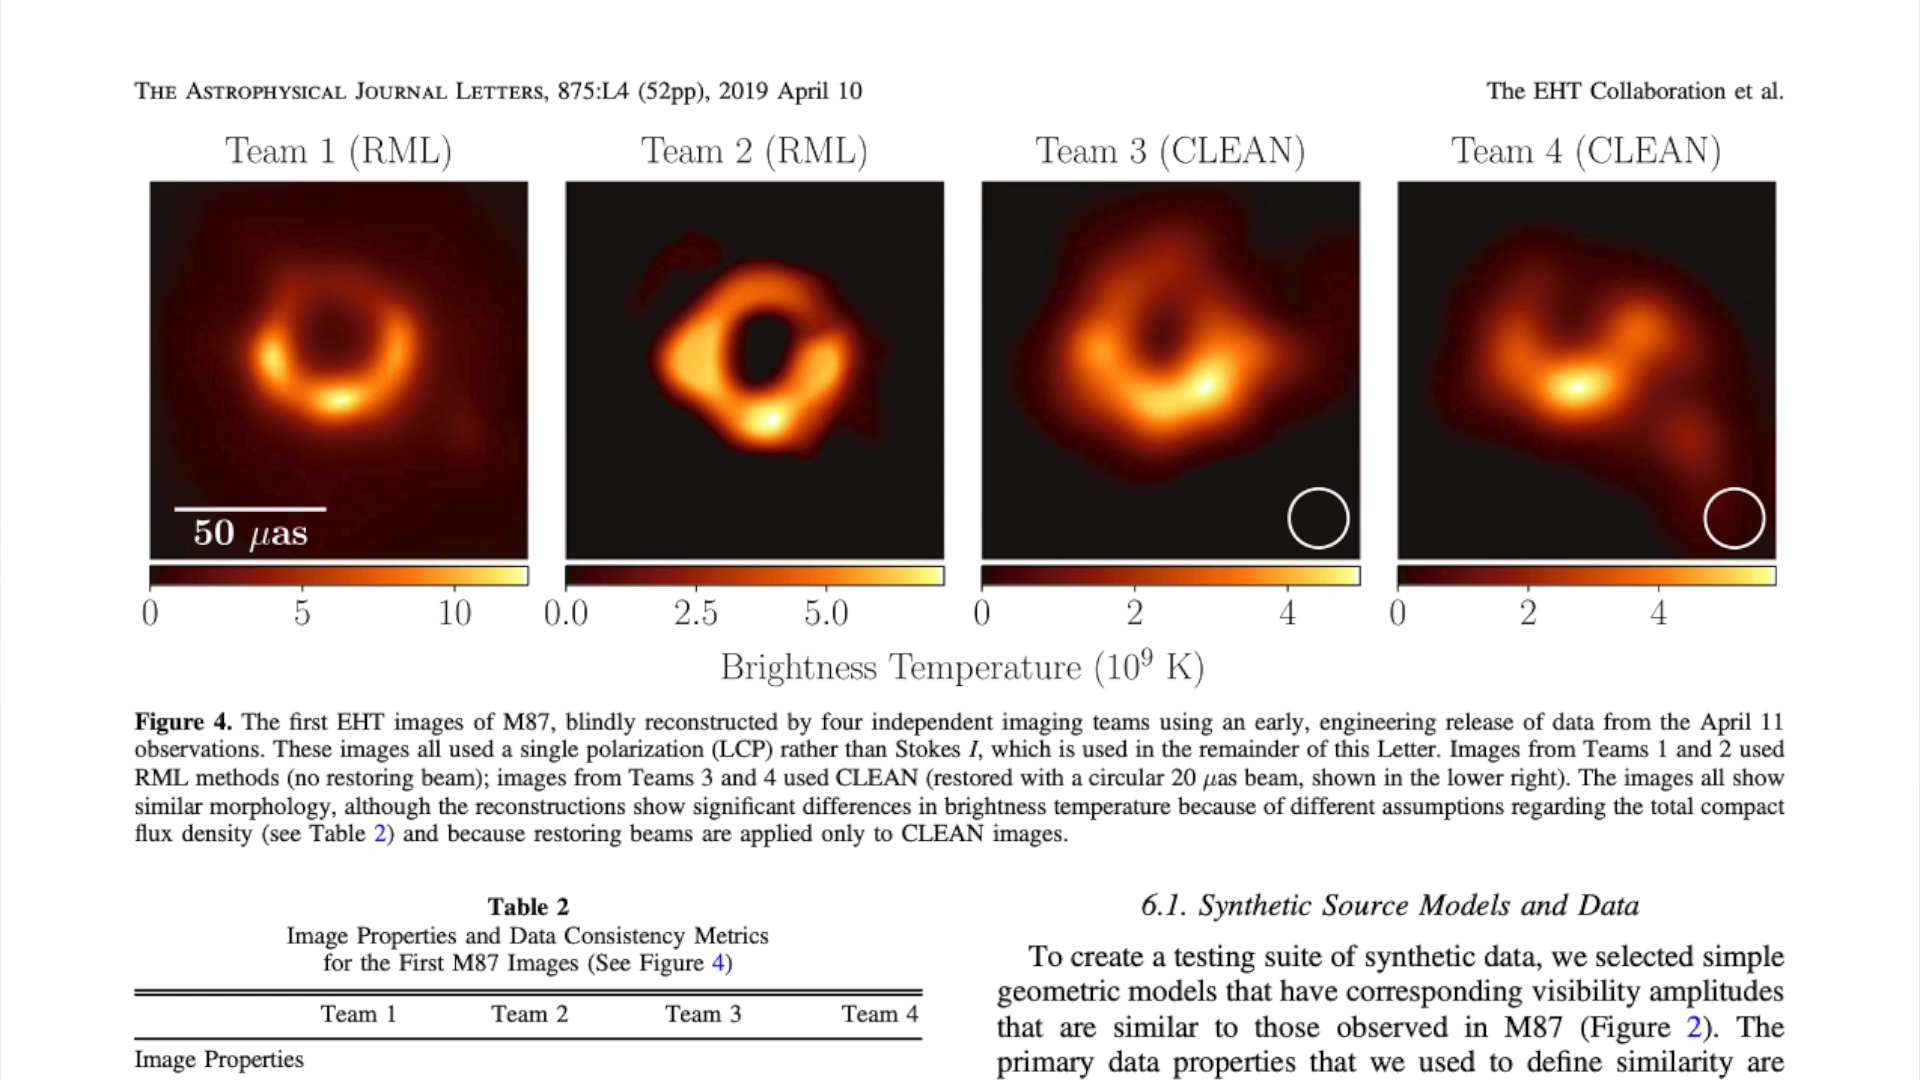 THE ASTROPHYSICAL JOURNAL LETTERS, 875:L4 (52pp), 2019 April 10
The EHT Collaboration et al.
Team 1 (RML)
Team 2 (RML)
Team 3 (CLEAN)
Team 4 (CLEAN)
50 μas
0 5 10
0.0 2.5 5.0
0 2 4
0 2 4
Brightness Temperature (10⁹ K)
Figure 4. The first EHT images of M87, blindly reconstructed by four independent imaging teams using an early, engineering release of data from the April 11
observations. These images all used a single polarization (LCP) rather than Stokes I, which is used in the remainder of this Letter. Images from Teams 1 and 2 used
RML methods (no restoring beam); images from Teams 3 and 4 used CLEAN (restored with a circular 20 μas beam, shown in the lower right). The images all show
similar morphology, although the reconstructions show significant differences in brightness temperature because of different assumptions regarding the total compact
flux density (see Table 2) and because restoring beams are applied only to CLEAN images.
Table 2
Image Properties and Data Consistency Metrics
for the First M87 Images (See Figure 4)
Team 1 Team 2 Team 3 Team 4
Image Properties
6.1. Synthetic Source Models and Data
To create a testing suite of synthetic data, we selected simple
geometric models that have corresponding visibility amplitudes
that are similar to those observed in M87 (Figure 2). The
primary data properties that we used to define similarity are